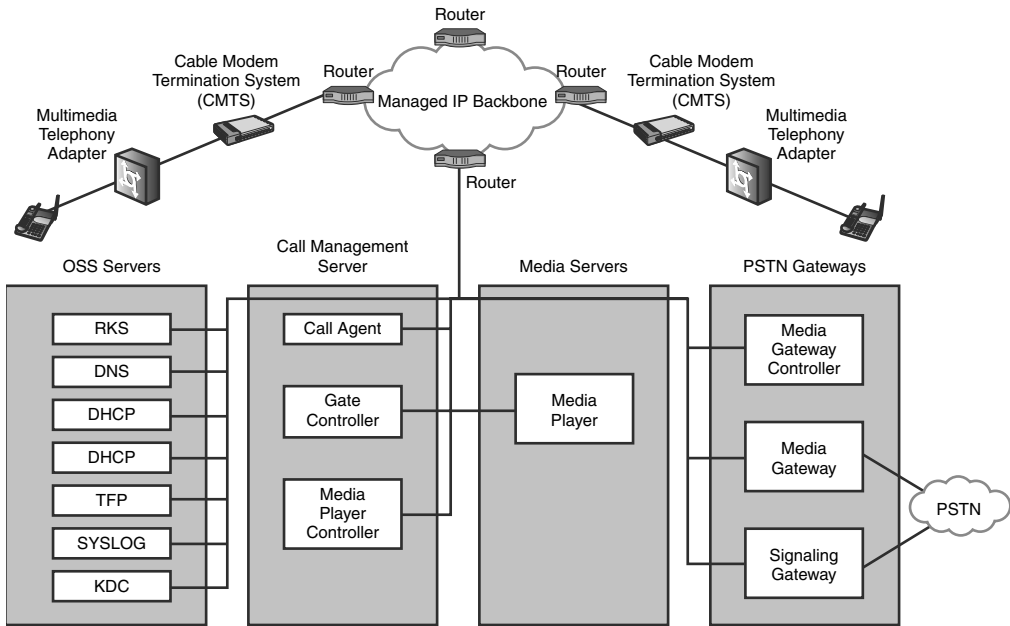 Router
Cable Modem
Termination System
(CMTS)
Router
Managed IP Backbone
Router
Cable Modem
Termination System
(CMTS)
Multimedia
Telephony
Adapter
Multimedia
Telephony
Adapter
Router
OSS Servers
Call Management
Server
Media Servers
PSTN Gateways
RKS
DNS
DHCP
DHCP
TFP
SYSLOG
KDC
Call Agent
Gate
Controller
Media
Player
Controller
Media
Player
Media
Gateway
Controller
Media
Gateway
Signaling
Gateway
PSTN